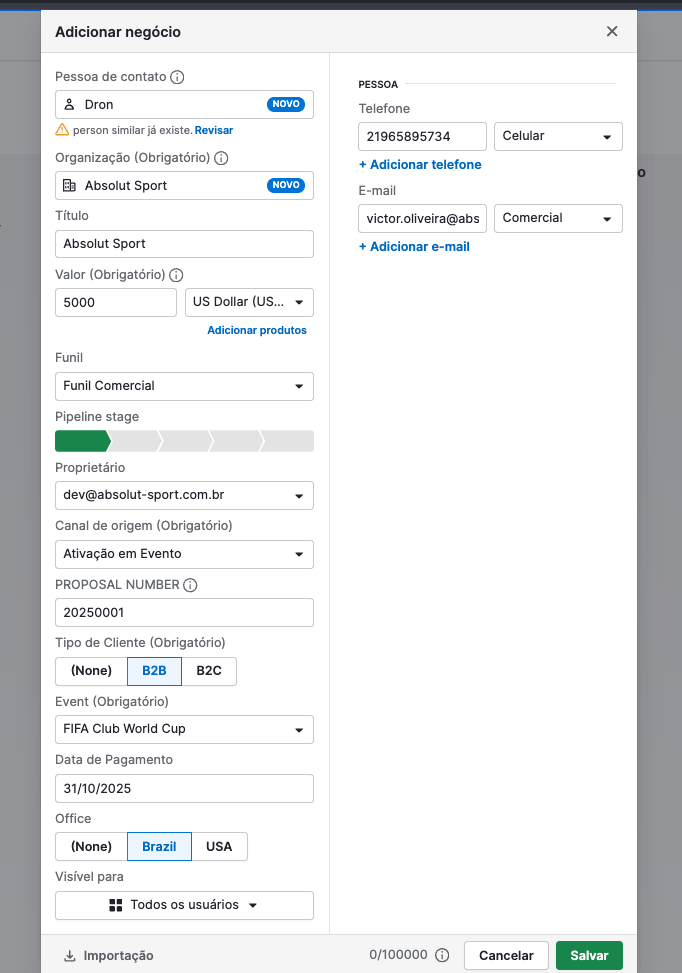 Adicionar negócio
Pessoa de contato
Dron NOVO
person similar já existe. Revisar
Organização (Obrigatório)
Absolut Sport NOVO
Título
Absolut Sport
Valor (Obrigatório)
5000 US Dollar (US...
Adicionar produtos
Funil
Funil Comercial
Pipeline stage
Proprietário
dev@absolut-sport.com.br
Canal de origem (Obrigatório)
Ativação em Evento
PROPOSAL NUMBER
20250001
Tipo de Cliente (Obrigatório)
(None) B2B B2C
Event (Obrigatório)
FIFA Club World Cup
Data de Pagamento
31/10/2025
Office
(None) Brazil USA
Visível para
Todos os usuários
PESSOA
Telefone
21965895734 Celular
+ Adicionar telefone
E-mail
victor.oliveira@abs Comercial
+ Adicionar e-mail
o
Importação 0/100000 Cancelar Salvar